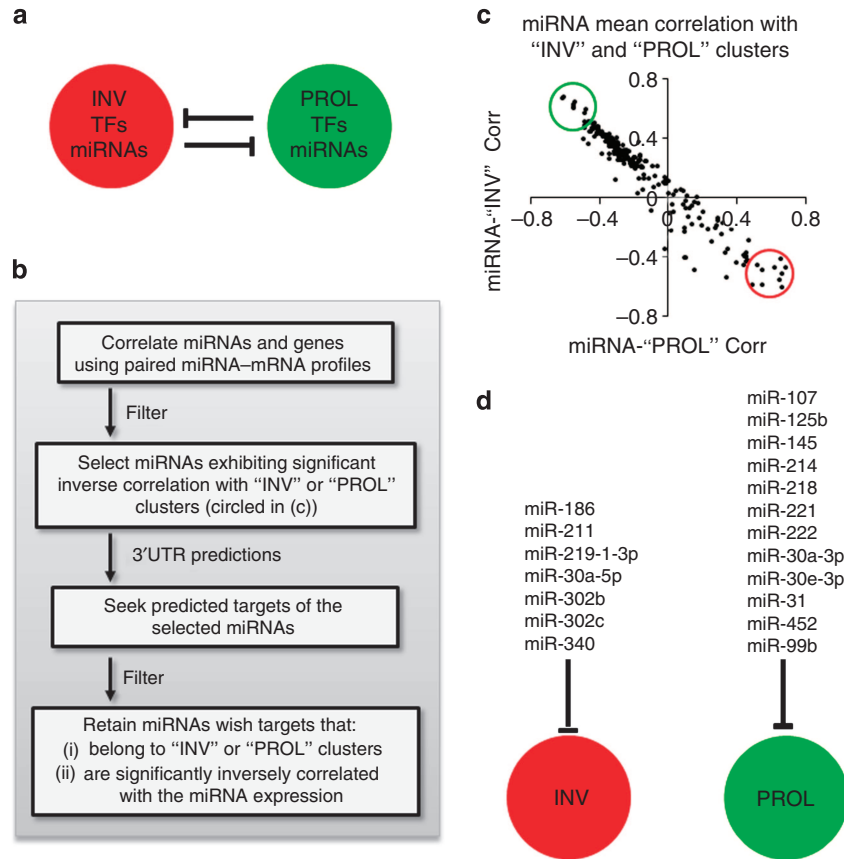 a
INV
TFs
miRNAs
PROL
TFs
miRNAs
b
Correlate miRNAs and genes
using paired miRNA–mRNA profiles
Filter
Select miRNAs exhibiting significant
inverse correlation with “INV” or “PROL”
clusters (circled in (c))
3′UTR predictions
Seek predicted targets of the
selected miRNAs
Filter
Retain miRNAs wish targets that:
(i) belong to “INV” or “PROL” clusters
(ii) are significantly inversely correlated
with the miRNA expression
c
miRNA mean correlation with
“INV” and “PROL” clusters
miRNA-“INV” Corr
0.8
0.4
0
–0.4
–0.8
–0.8
–0.4
0
0.4
0.8
miRNA-“PROL” Corr
d
miR-186
miR-211
miR-219-1-3p
miR-30a-5p
miR-302b
miR-302c
miR-340
INV
miR-107
miR-125b
miR-145
miR-214
miR-218
miR-221
miR-222
miR-30a-3p
miR-30e-3p
miR-31
miR-452
miR-99b
PROL